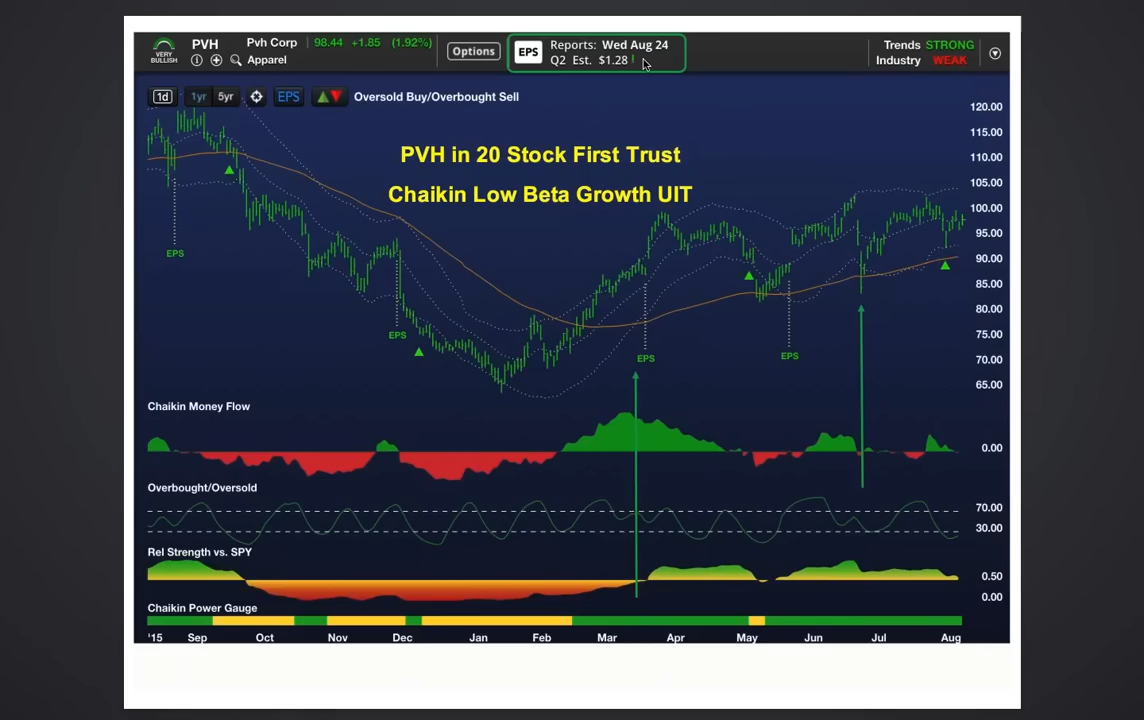 VERY
BULLISH
PVH
Pvh Corp 98.44 +1.85 (1.92%)
Apparel
Options
EPS
Reports: Wed Aug 24
Q2 Est. $1.28
Trends STRONG
Industry WEAK
1d 1yr 5yr EPS Oversold Buy/Overbought Sell
PVH in 20 Stock First Trust
Chaikin Low Beta Growth UIT
120.00
115.00
110.00
105.00
100.00
95.00
90.00
85.00
80.00
75.00
70.00
65.00
EPS
EPS
EPS
EPS
Chaikin Money Flow
0.00
Overbought/Oversold
70.00
30.00
Rel Strength vs. SPY
0.50
0.00
Chaikin Power Gauge
'15 Sep Oct Nov Dec Jan Feb Mar Apr May Jun Jul Aug